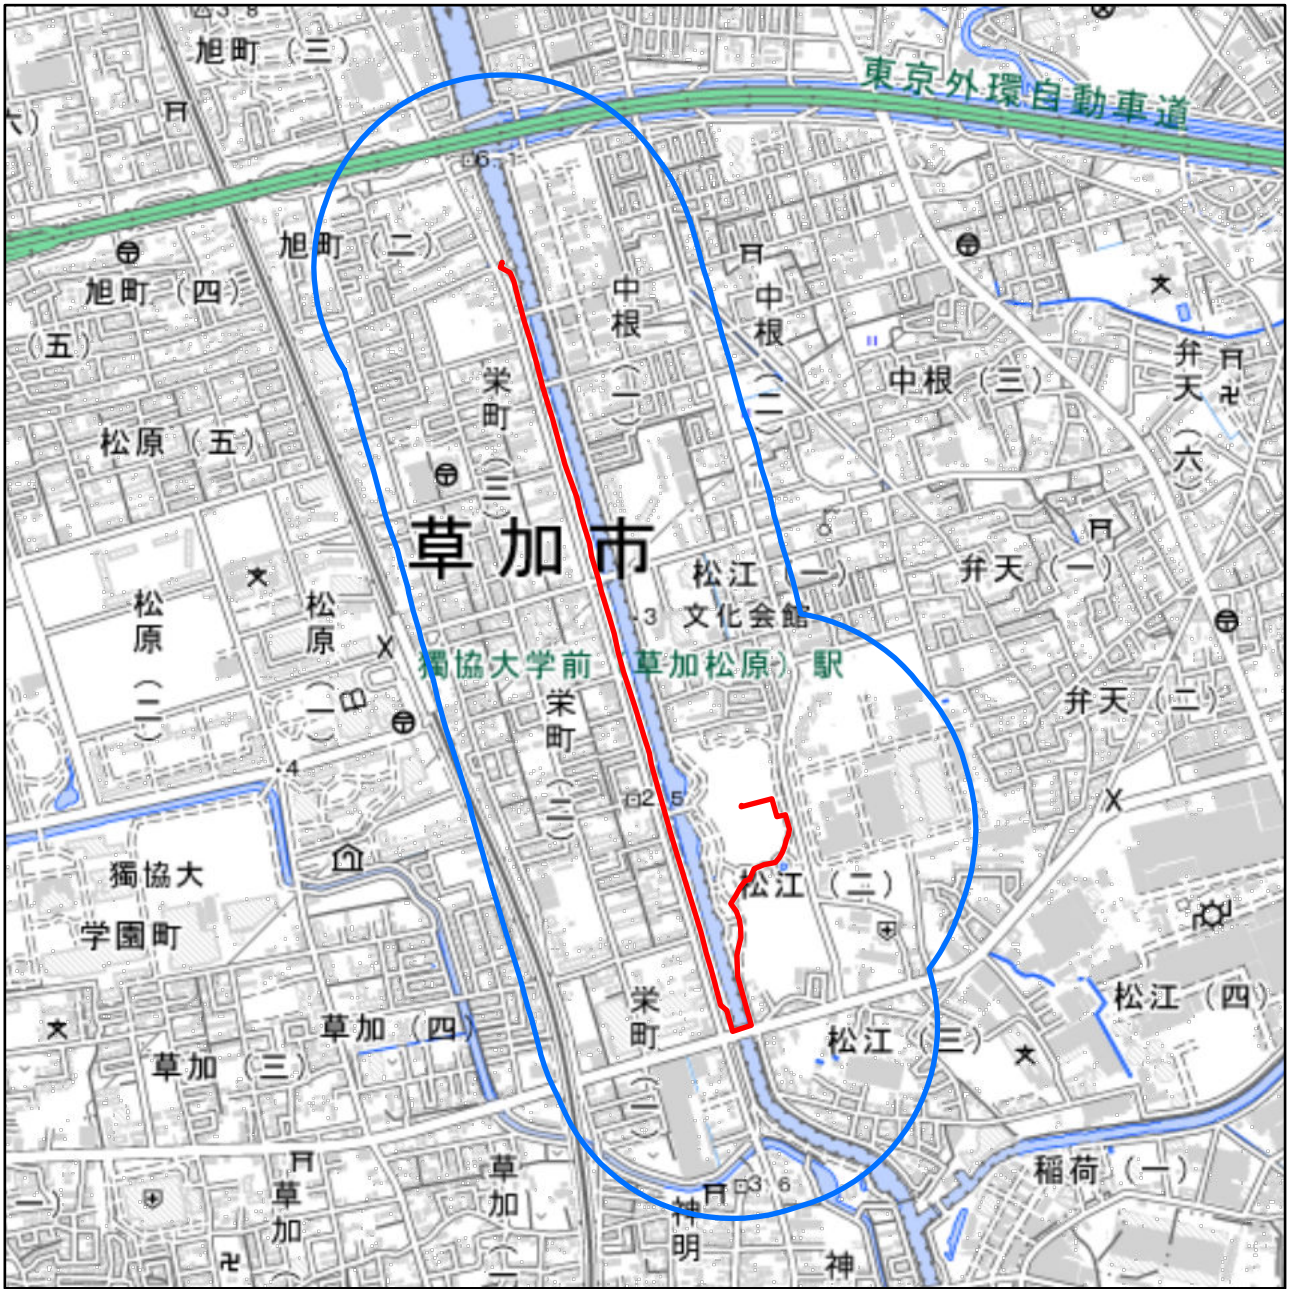 旭町（三）
東京外環自動車道
6.1
旭町（二）
旭町（四）
（五）
中根（一）
中根（二）
中根（三）
弁天（六）
栄町（三）
松原（五）
草加市
松江（一）
文化会館
弁天（一）
松原（二）
松原（一）
3
獨協大学前（草加松原）駅
弁天（二）
栄町（二）
4
2.5
獨協大
学園町
松江（二）
松江（四）
草加（四）
草加（三）
栄町（一）
松江（三）
稲荷（一）
草加
草加（一
3.6
神明
神